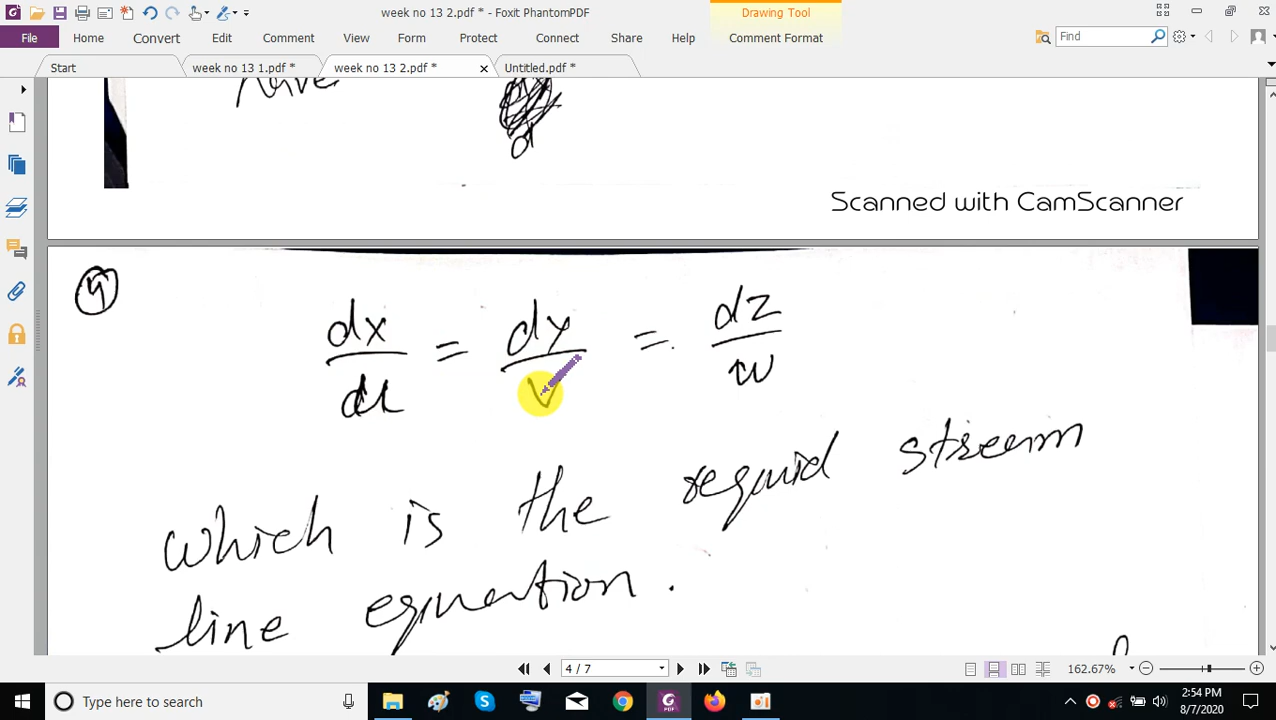 week no 13 2.pdf * - Foxit PhantomPDF
Drawing Tool
File Home Convert Edit Comment View Form Protect Connect Share Help Comment Format
Find
Start week no 13 1.pdf * week no 13 2.pdf * Untitled.pdf *
have
Scanned with CamScanner
4
dx/du = dy/v = dz/w
which is the requid stream
line equation.
4 / 7
162.67%
Type here to search
2:54 PM
8/7/2020